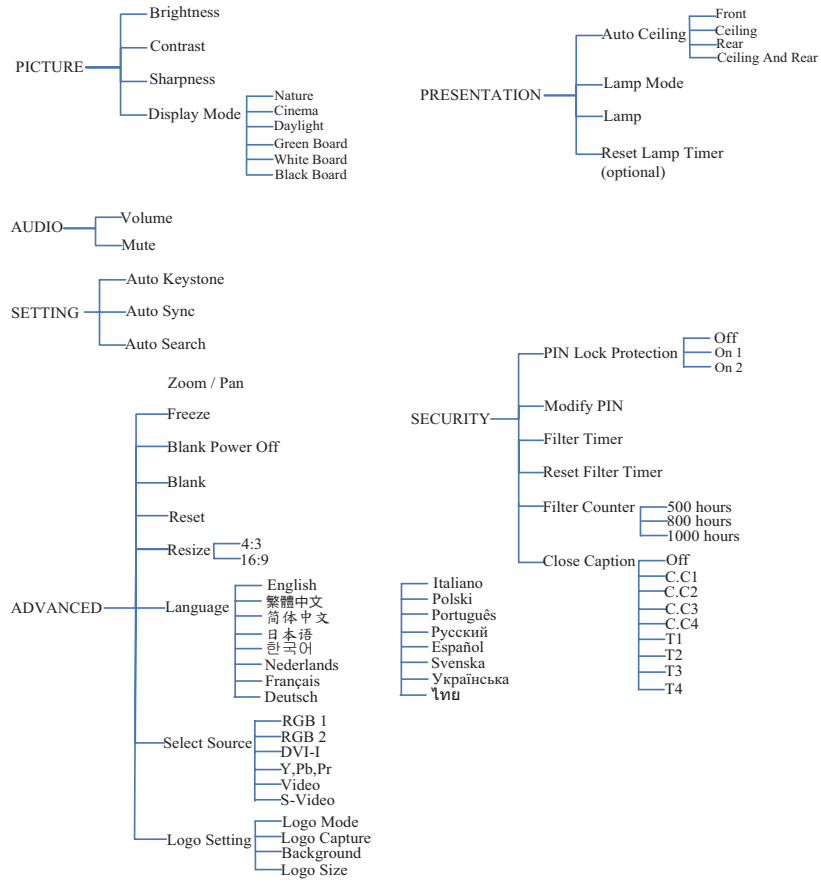 PICTURE
Brightness
Contrast
Sharpness
Display Mode
Nature
Cinema
Daylight
Green Board
White Board
Black Board
AUDIO
Volume
Mute
SETTING
Auto Keystone
Auto Sync
Auto Search
ADVANCED
Zoom / Pan
Freeze
Blank Power Off
Blank
Reset
Resize
4:3
16:9
Language
English
繁體中文
简体中文
日本语
한국어
Nederlands
Français
Deutsch
Italiano
Polski
Português
Русский
Español
Svenska
Українська
ไทย
Select Source
RGB 1
RGB 2
DVI-I
Y,Pb,Pr
Video
S-Video
Logo Setting
Logo Mode
Logo Capture
Background
Logo Size
PRESENTATION
Auto Ceiling
Front
Ceiling
Rear
Ceiling And Rear
Lamp Mode
Lamp
Reset Lamp Timer
(optional)
SECURITY
PIN Lock Protection
Off
On 1
On 2
Modify PIN
Filter Timer
Reset Filter Timer
Filter Counter
500 hours
800 hours
1000 hours
Close Caption
Off
C.C1
C.C2
C.C3
C.C4
T1
T2
T3
T4